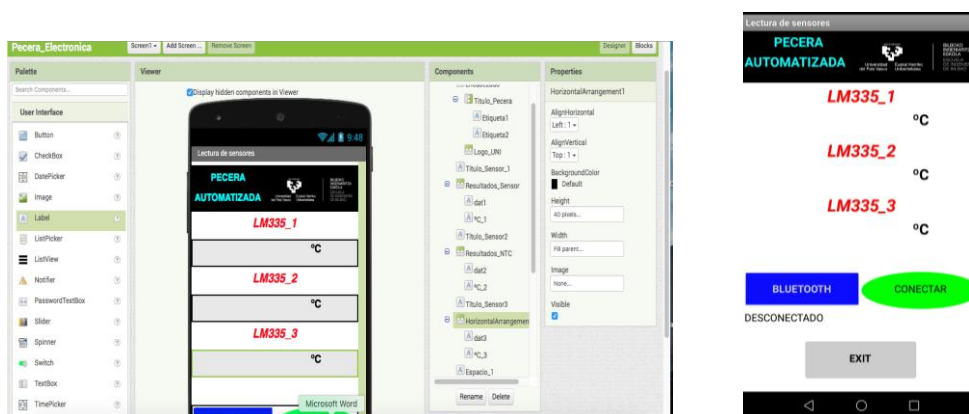 Pecera_Electronica
Screen1
Add Screen ...
Remove Screen
Designer
Blocks
Palette
Search Components...
User Interface
Button
CheckBox
DatePicker
Image
Label
ListPicker
ListView
Notifier
PasswordTextBox
Slider
Spinner
Switch
TextBox
TimePicker
Viewer
Display hidden components in Viewer
9:48
Lectura de sensores
PECERA
AUTOMATIZADA
LM335_1
ºC
LM335_2
ºC
LM335_3
ºC
Microsoft Word
Components
Titulo_Pecera
Etiqueta1
Etiqueta2
Logo_UNI
Título_Sensor_1
Resultados_Sensor
dat1
ºC_1
Título_Sensor2
Resultados_NTC
dat2
ºC_2
Título_Sensor3
HorizontalArrangemen
dat3
ºC_3
Espacio_1
Rename
Delete
Properties
HorizontalArrangement1
AlignHorizontal
Left : 1
AlignVertical
Top : 1
BackgroundColor
Default
Height
40 pixels...
Width
Fill parent...
Image
None...
Visible
Lectura de sensores
PECERA
AUTOMATIZADA
LM335_1
ºC
LM335_2
ºC
LM335_3
ºC
BLUETOOTH
CONECTAR
DESCONECTADO
EXIT